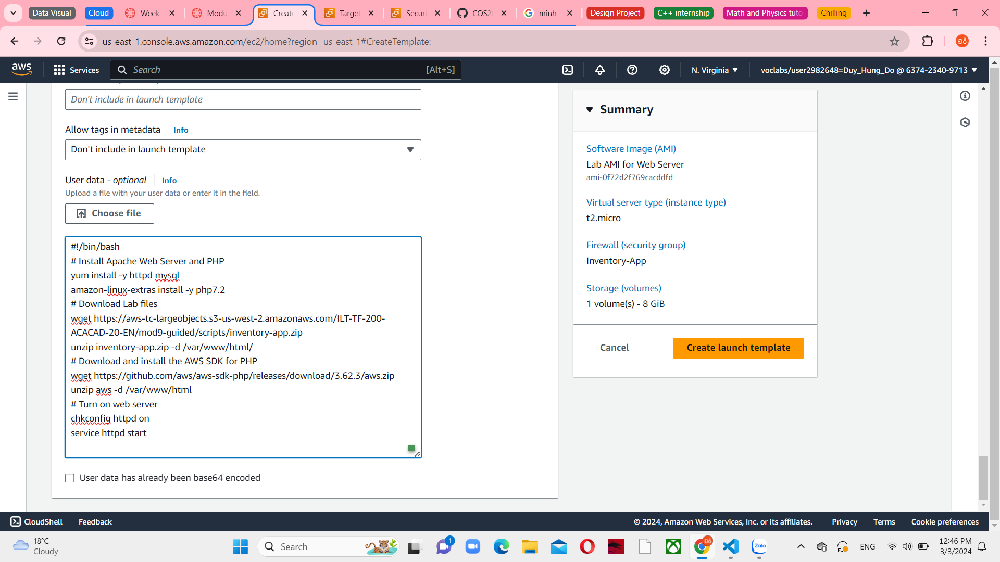 Data Visual
Cloud
Week
Modu
Create
Target
Securi
COS20
minh
Design Project
C++ internship
Math and Physics tuto
Chilling
us-east-1.console.aws.amazon.com/ec2/home?region=us-east-1#CreateTemplate:
Đỗ
aws
Services
Search
[Alt+S]
N. Virginia
voclabs/user2982648=Duy_Hung_Do @ 6374-2340-9713
Don't include in launch template
Allow tags in metadata
Info
Don't include in launch template
User data - optional
Info
Upload a file with your user data or enter it in the field.
Choose file
#!/bin/bash
# Install Apache Web Server and PHP
yum install -y httpd mysql
amazon-linux-extras install -y php7.2
# Download Lab files
wget https://aws-tc-largeobjects.s3-us-west-2.amazonaws.com/ILT-TF-200-
ACACAD-20-EN/mod9-guided/scripts/inventory-app.zip
unzip inventory-app.zip -d /var/www/html/
# Download and install the AWS SDK for PHP
wget https://github.com/aws/aws-sdk-php/releases/download/3.62.3/aws.zip
unzip aws -d /var/www/html
# Turn on web server
chkconfig httpd on
service httpd start
User data has already been base64 encoded
Summary
Software Image (AMI)
Lab AMI for Web Server
ami-0f72d2f769cacddfd
Virtual server type (instance type)
t2.micro
Firewall (security group)
Inventory-App
Storage (volumes)
1 volume(s) - 8 GiB
Cancel
Create launch template
CloudShell
Feedback
© 2024, Amazon Web Services, Inc. or its affiliates.
Privacy
Terms
Cookie preferences
18°C
Cloudy
Search
1
Đỗ
Zalo
ENG
12:46 PM
3/3/2024